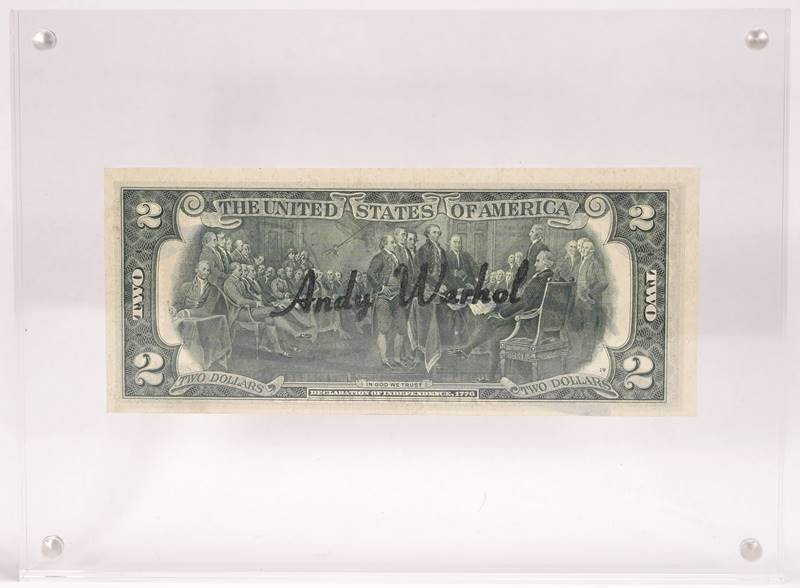 2 THE UNITED STATES OF AMERICA 2
TWO Andy Warhol TWO
2 TWO DOLLARS IN GOD WE TRUST TWO DOLLARS 2
DECLARATION OF INDEPENDENCE, 1776